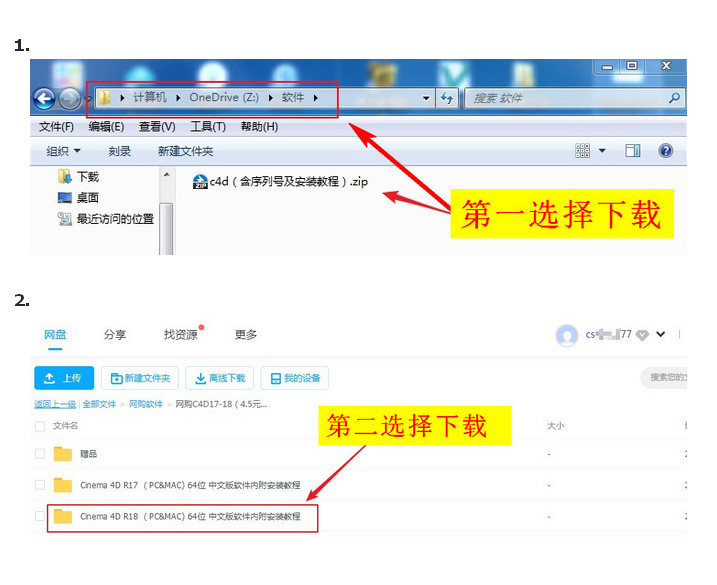 1.
计算机 OneDrive (Z:) 软件
搜索 软件
文件(F) 编辑(E) 查看(V) 工具(T) 帮助(H)
组织 刻录 新建文件夹
下载
c4d（含序列号及安装教程）.zip
桌面
最近访问的位置
第一选择下载
2.
网盘 分享 找资源 更多
77
上传 新建文件夹 离线下载 我的设备
返回上一级 | 全部文件 > 网购软件 > 网购C4D17-18（4.5元...
第二选择下载
文件名 大小
赠品 -
Cinema 4D R17 （PC&MAC) 64位 中文版软件内附安装教程 -
Cinema 4D R18 （PC&MAC) 64位 中文版软件内附安装教程 -